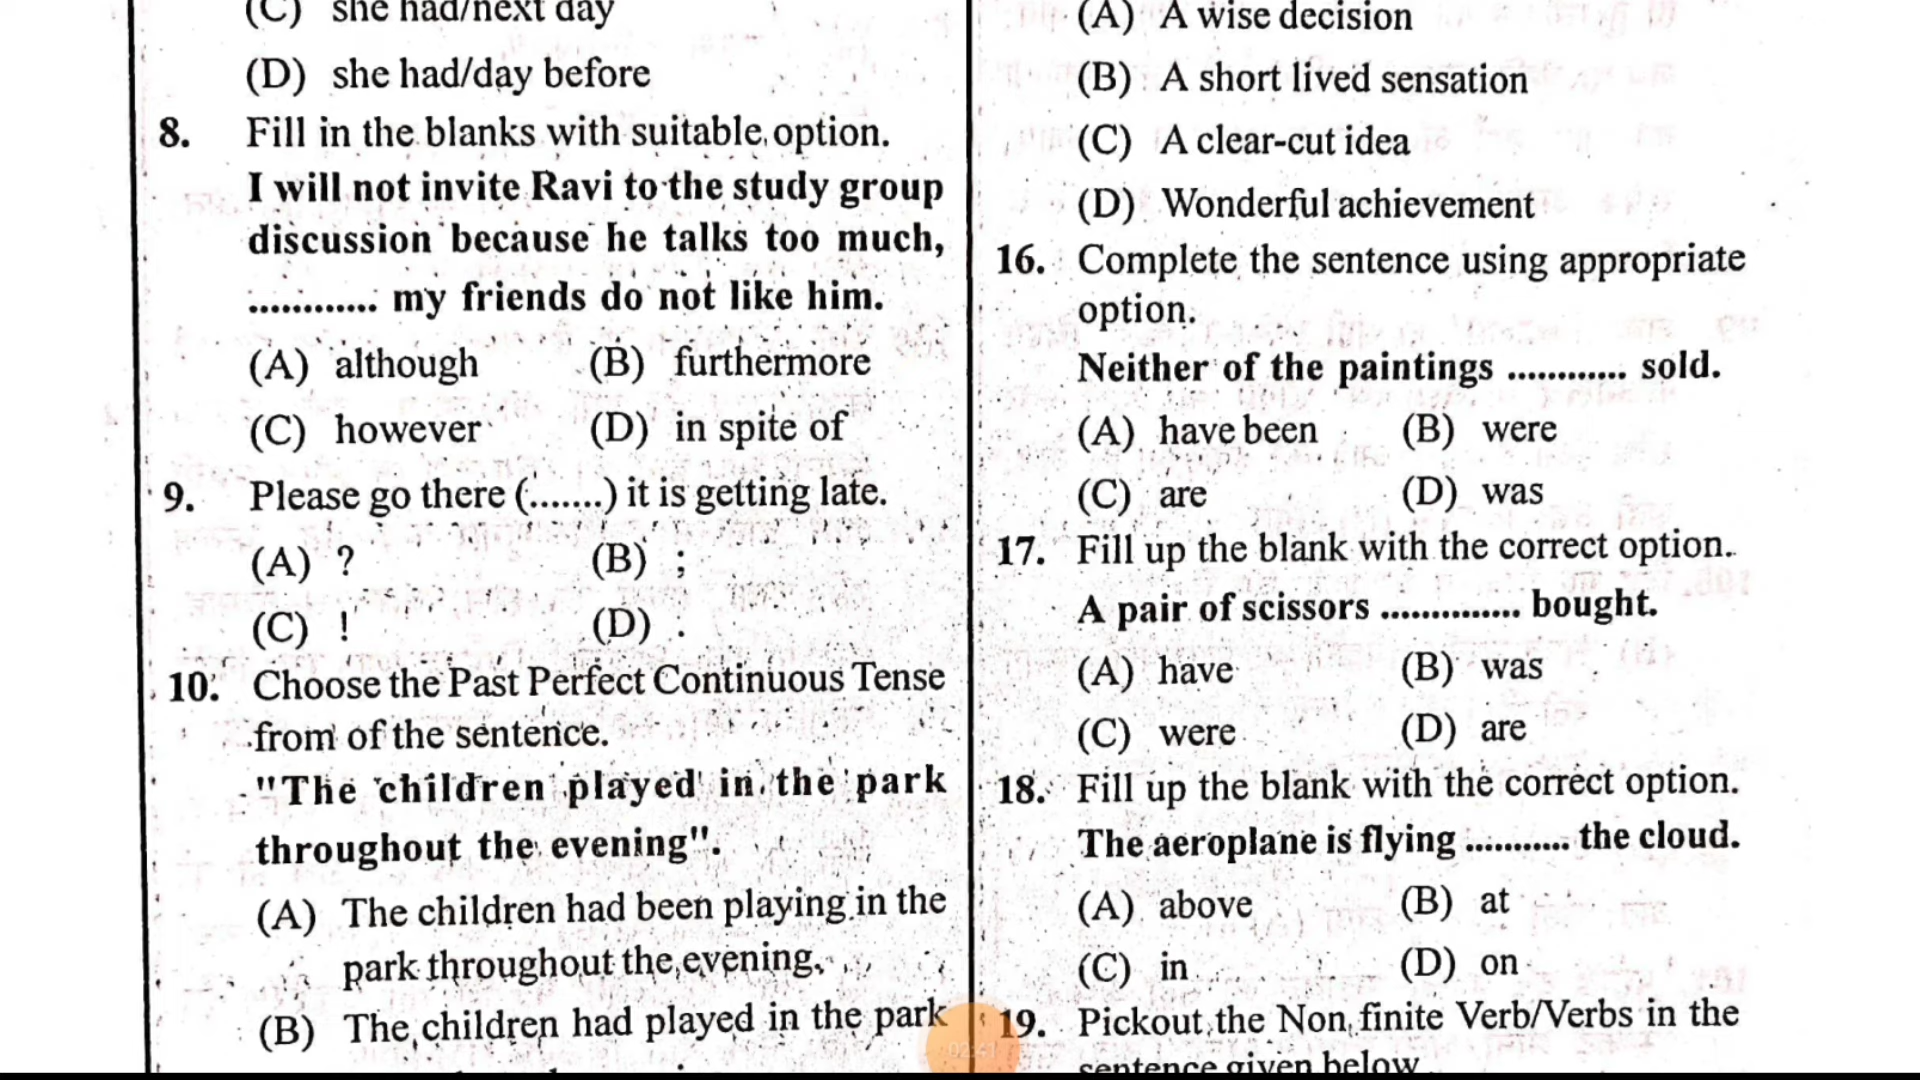 (C) she had/next day
(D) she had/day before
8. Fill in the blanks with suitable option.
I will not invite Ravi to the study group
discussion because he talks too much,
............ my friends do not like him.
(A) although (B) furthermore
(C) however (D) in spite of
9. Please go there (.......) it is getting late.
(A) ? (B) ;
(C) ! (D) .
10. Choose the Past Perfect Continuous Tense
from of the sentence.
"The children played in the park
throughout the evening".
(A) The children had been playing in the
park throughout the evening.
(B) The children had played in the park
(A) A wise decision
(B) A short lived sensation
(C) A clear-cut idea
(D) Wonderful achievement
16. Complete the sentence using appropriate
option.
Neither of the paintings ............ sold.
(A) have been (B) were
(C) are (D) was
17. Fill up the blank with the correct option.
A pair of scissors .............. bought.
(A) have (B) was
(C) were (D) are
18. Fill up the blank with the correct option.
The aeroplane is flying ........... the cloud.
(A) above (B) at
(C) in (D) on
19. Pickout the Non finite Verb/Verbs in the
sentence given below